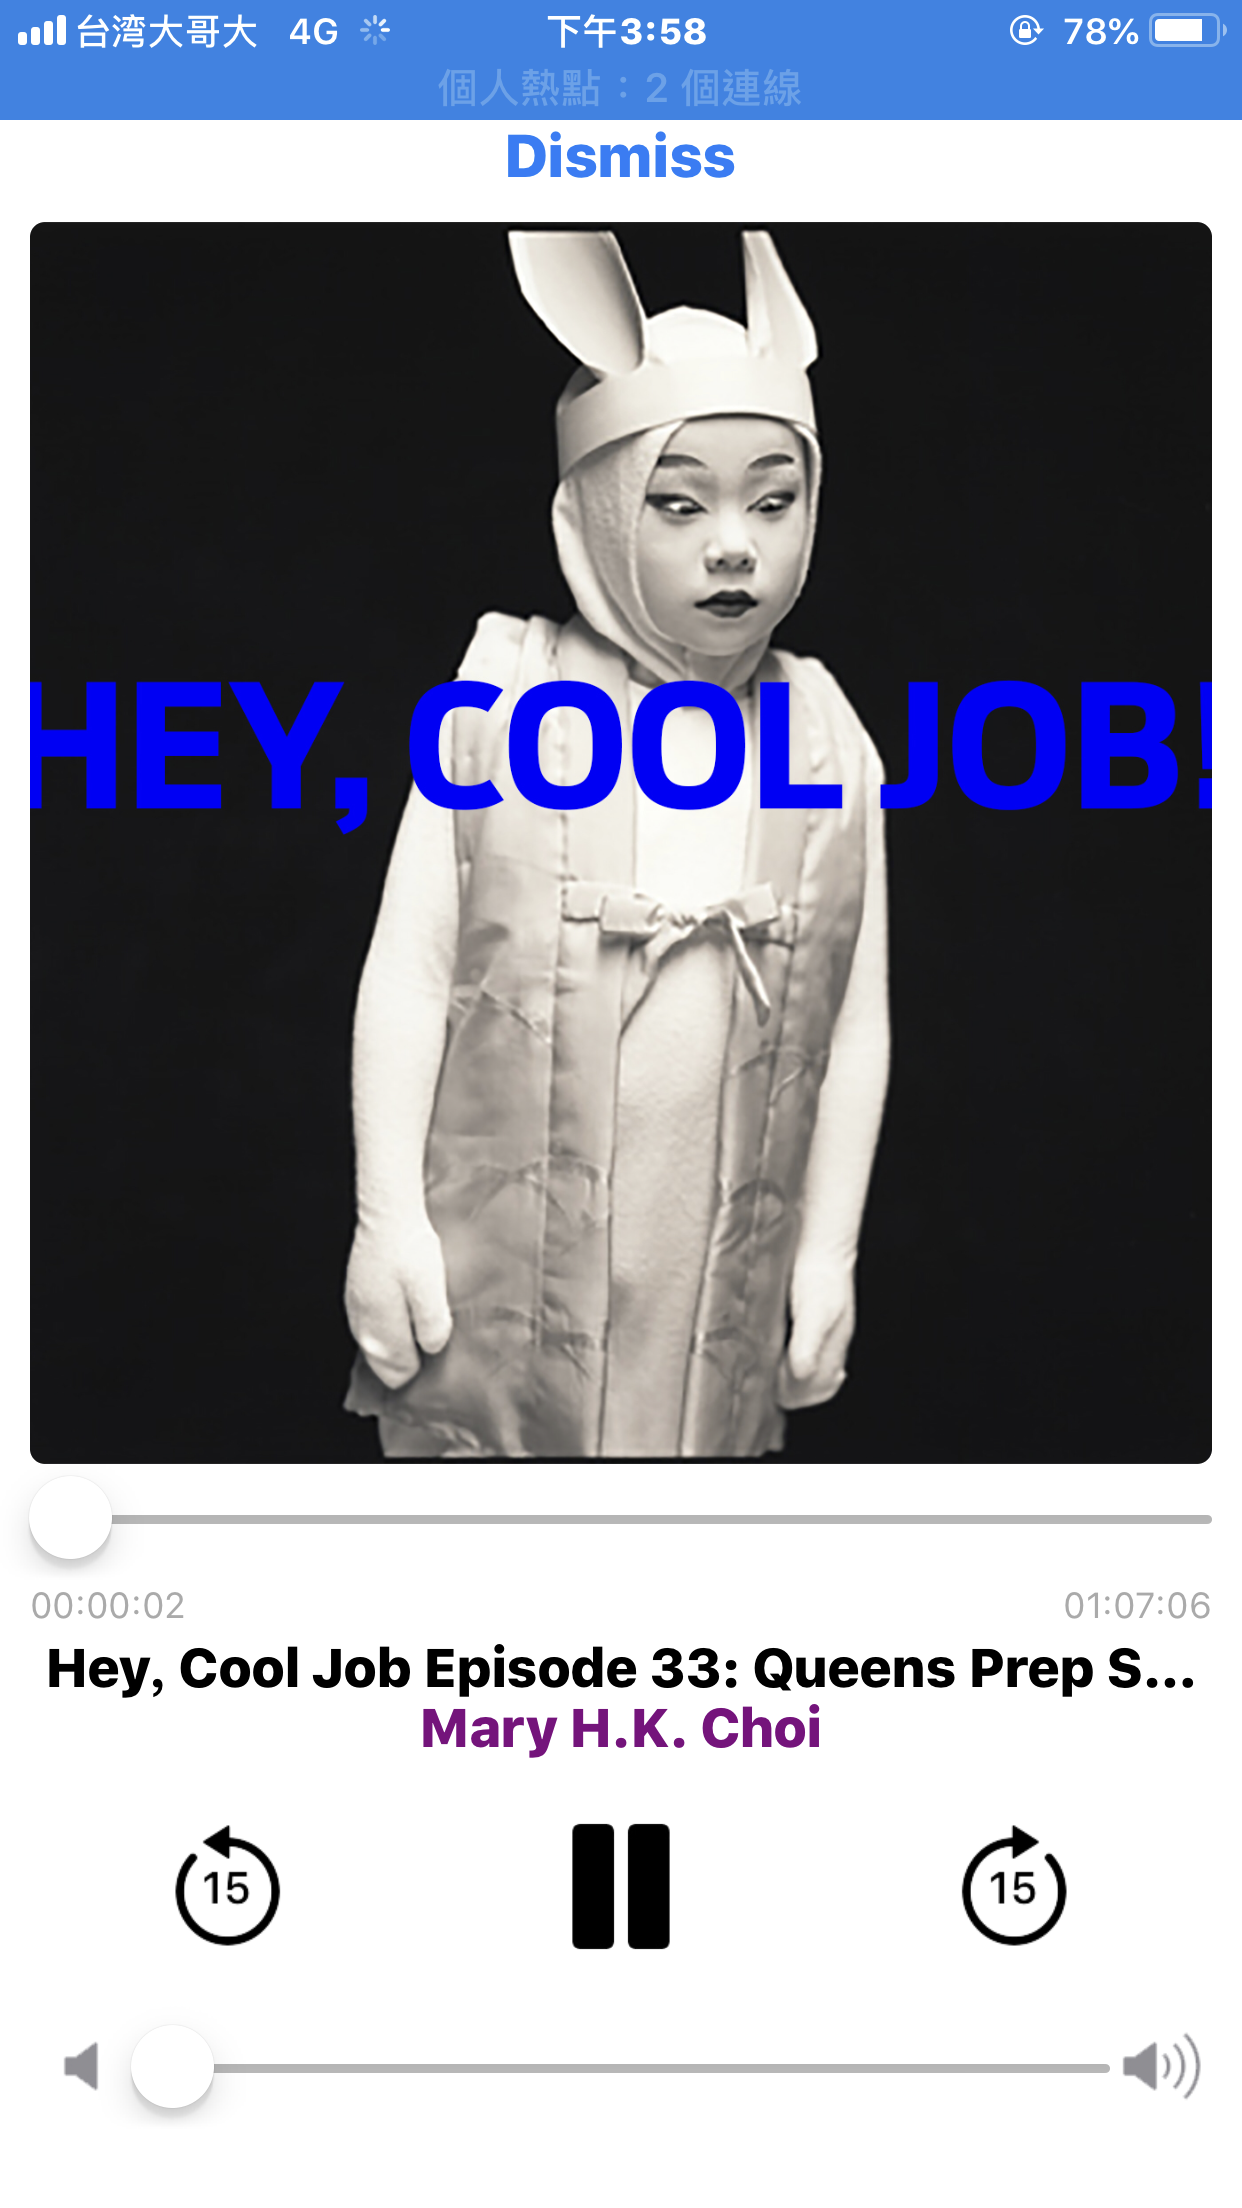 台湾大哥大 4G 下午3:58 78%
個人熱點：2 個連線
Dismiss
HEY, COOL JOB!
00:00:02 01:07:06
Hey, Cool Job Episode 33: Queens Prep S...
Mary H.K. Choi
15 15